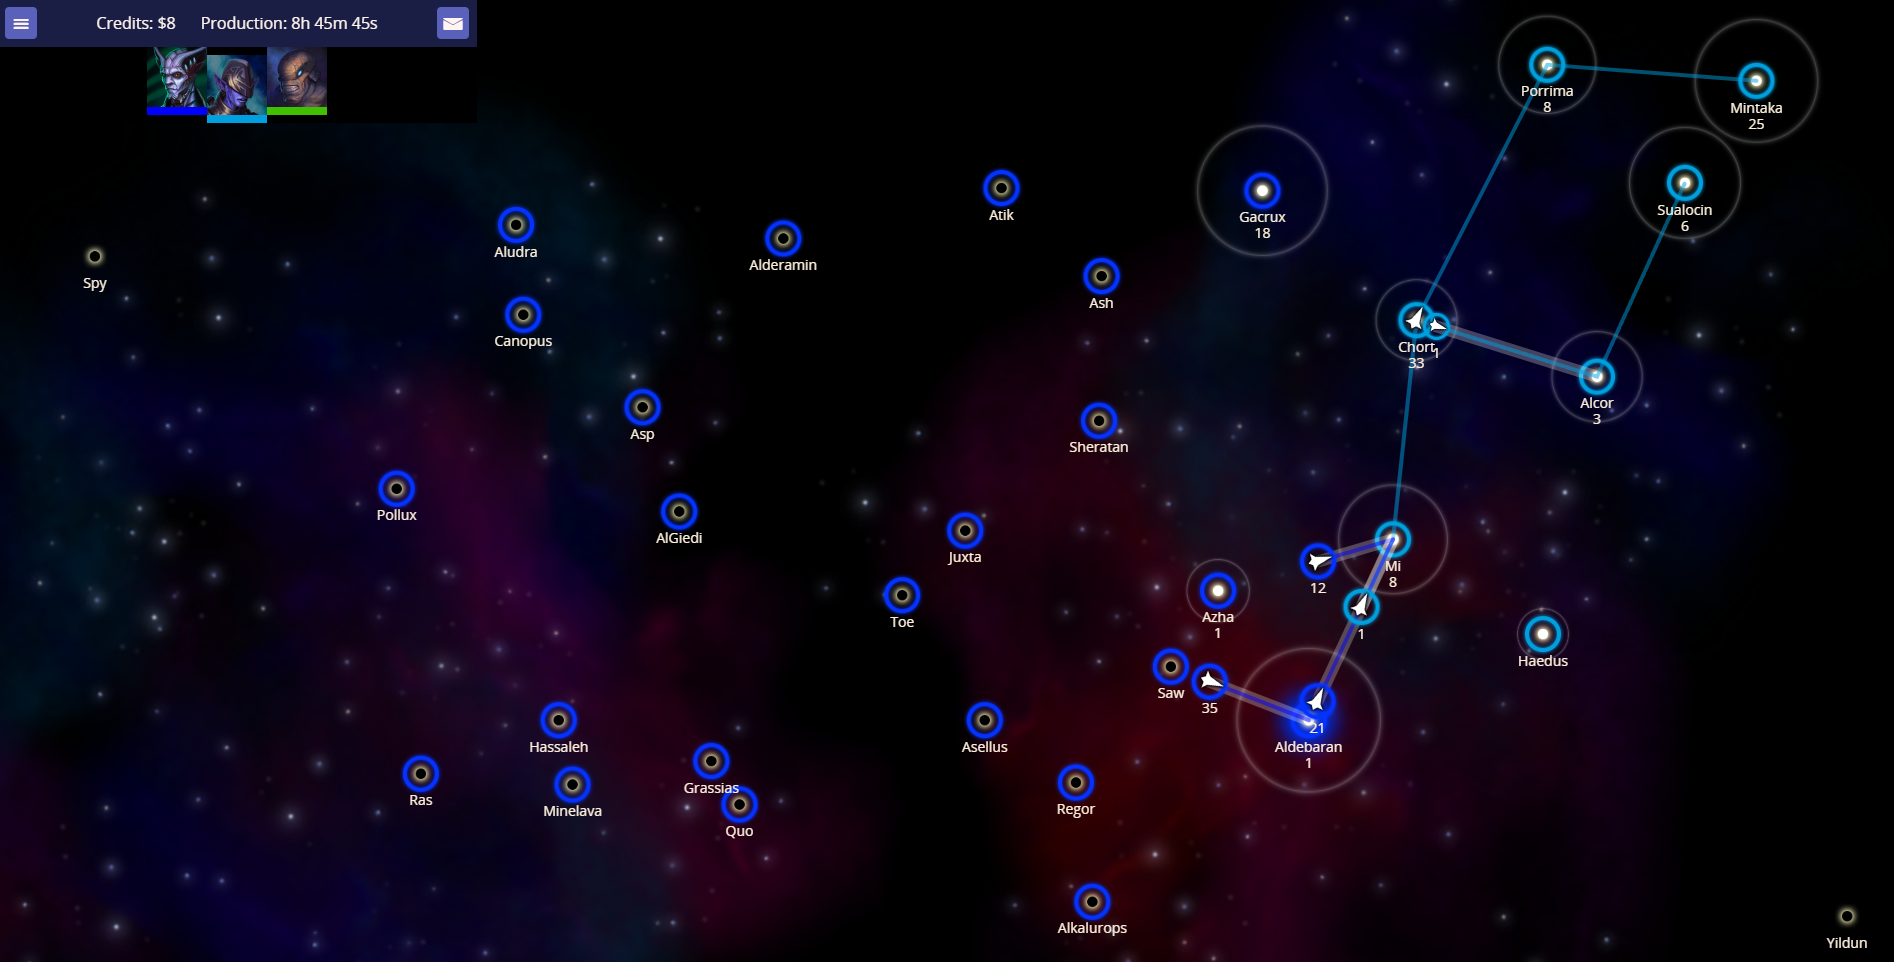 Credits: $8 Production: 8h 45m 45s
Porrima
8
Mintaka
25
Gacrux
18
Sualocin
6
Atik
Aludra
Alderamin
Spy
Ash
Canopus
Chort
33
1
Alcor
3
Asp
Sheratan
Pollux
AlGiedi
Juxta
Mi
8
12
Toe
Azha
1
1
Haedus
Saw
35
21
Aldebaran
1
Hassaleh
Asellus
Ras
Minelava
Grassias
Quo
Regor
Alkalurops
Yildun